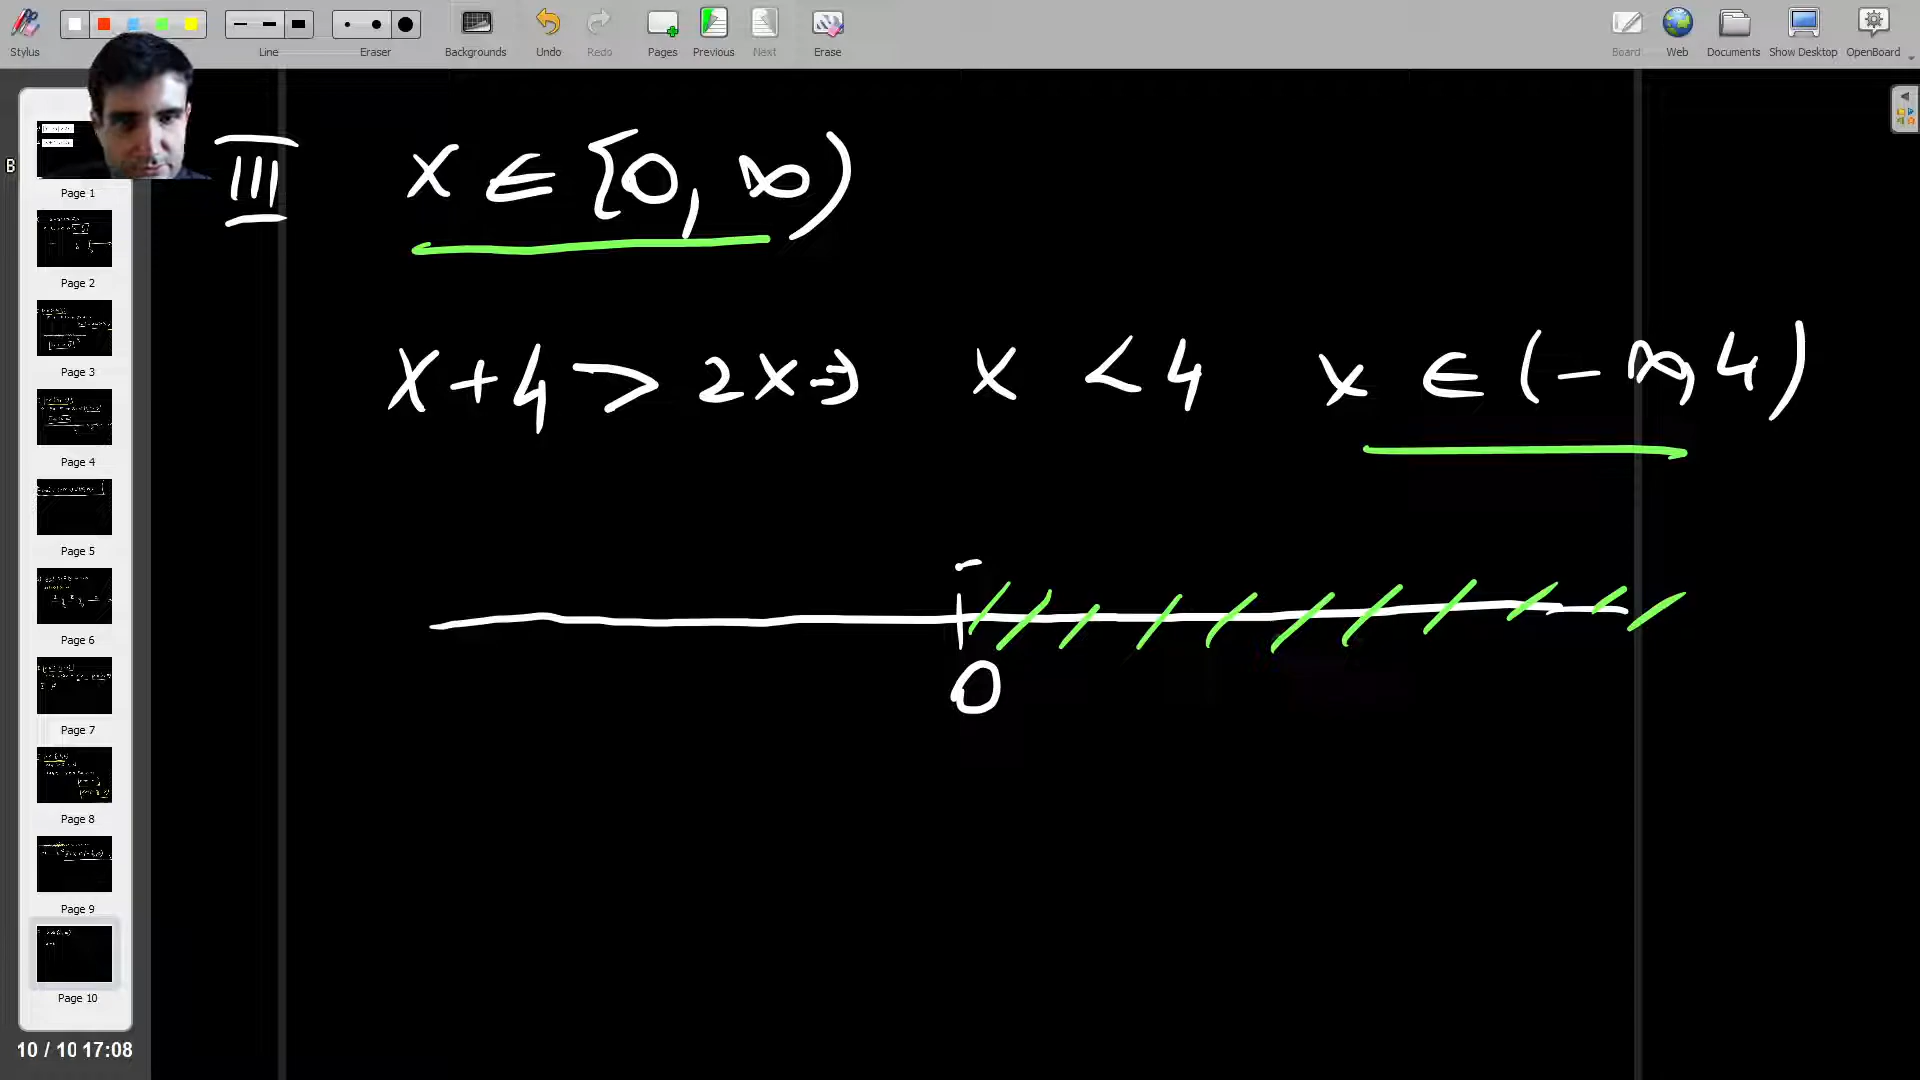 Stylus
Line
Eraser
Backgrounds
Undo
Redo
Pages
Previous
Next
Erase
Board
Web
Documents
Show Desktop
OpenBoard
B
Page 1
Page 2
Page 3
Page 4
Page 5
Page 6
Page 7
Page 8
Page 9
Page 10
10 / 10 17:08
III x ∈ [0, ∞)
x + 4 > 2x ⇒ x < 4 x ∈ (-∞, 4)
0